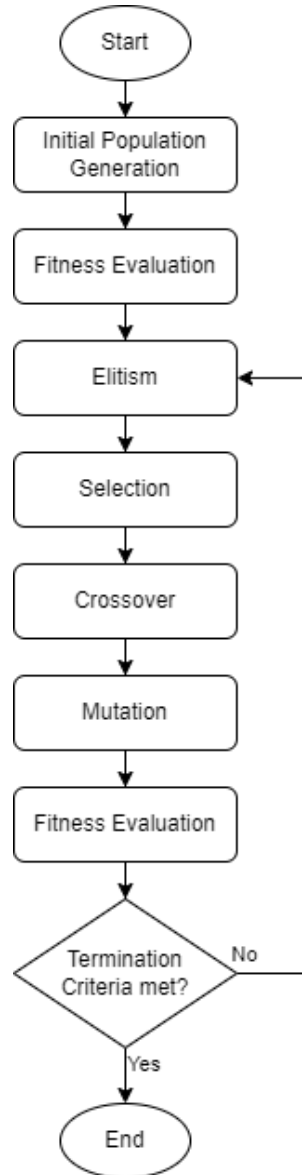 Start
Initial Population
Generation
Fitness Evaluation
Elitism
Selection
Crossover
Mutation
Fitness Evaluation
Termination
Criteria met?
No
Yes
End